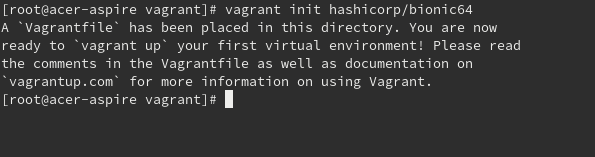 [root@acer-aspire vagrant]# vagrant init hashicorp/bionic64
A `Vagrantfile` has been placed in this directory. You are now
ready to `vagrant up` your first virtual environment! Please read
the comments in the Vagrantfile as well as documentation on
`vagrantup.com` for more information on using Vagrant.
[root@acer-aspire vagrant]#